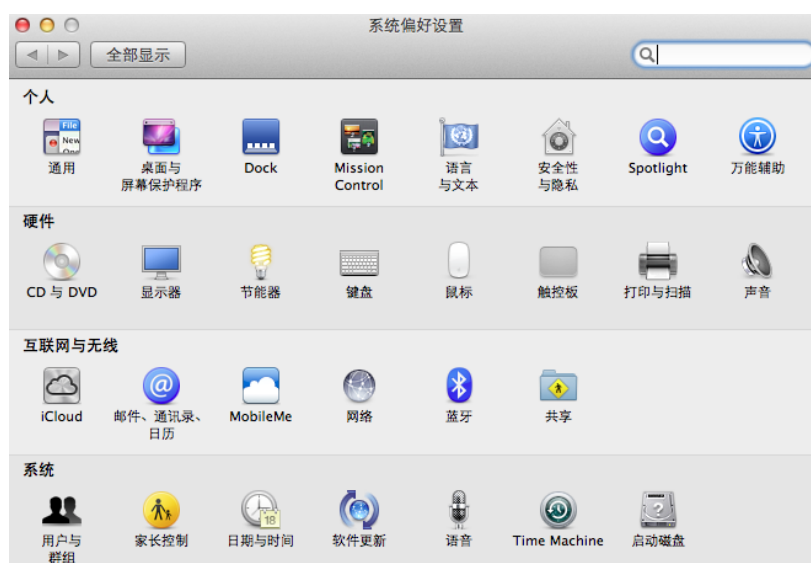 系统偏好设置
全部显示
个人
File
New
通用
桌面与
屏幕保护程序
Dock
Mission
Control
语言
与文本
安全性
与隐私
Spotlight
万能辅助
硬件
CD 与 DVD
显示器
节能器
键盘
鼠标
触控板
打印与扫描
声音
互联网与无线
iCloud
@
邮件、通讯录、
日历
MobileMe
网络
蓝牙
共享
系统
用户与
群组
家长控制
18
日期与时间
软件更新
语音
Time Machine
?
启动磁盘